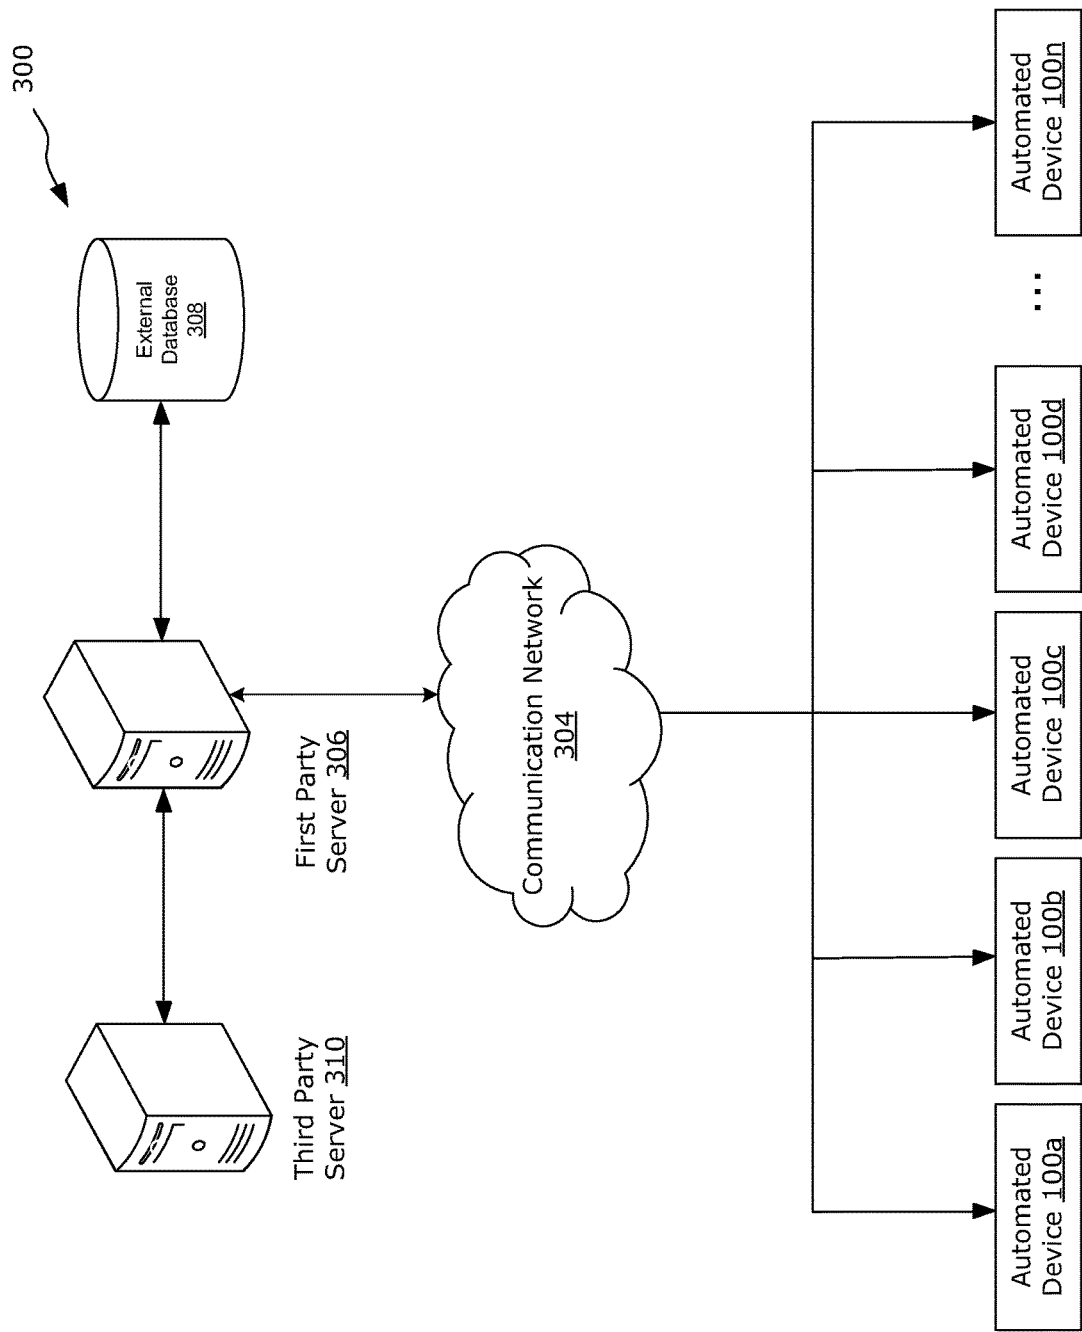 300
External
Database
308
First Party
Server 306
Third Party
Server 310
Communication Network
304
Automated
Device 100a
Automated
Device 100b
Automated
Device 100c
Automated
Device 100d
...
Automated
Device 100n